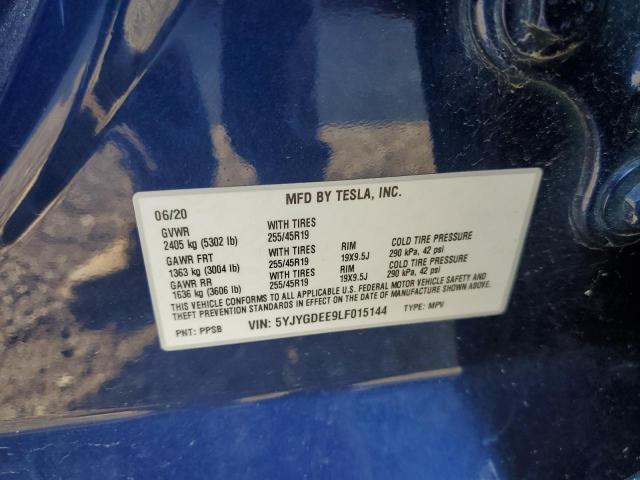 MFD BY TESLA, INC.
06/20
GVWR WITH TIRES
2405 kg (5302 lb) 255/45R19
GAWR FRT WITH TIRES RIM COLD TIRE PRESSURE
1363 kg (3004 lb) 255/45R19 19X9.5J 290 kPa, 42 psi
GAWR RR WITH TIRES RIM COLD TIRE PRESSURE
1636 kg (3606 lb) 255/45R19 19X9.5J 290 kPa, 42 psi
THIS VEHICLE CONFORMS TO ALL APPLICABLE FEDERAL MOTOR VEHICLE SAFETY AND
THEFT PREVENTION STANDARDS IN EFFECT ON THE DATE OF MANUFACTURE SHOWN ABOVE.
PNT: PPSB VIN: 5YJYGDEE9LF015144 TYPE: MPV